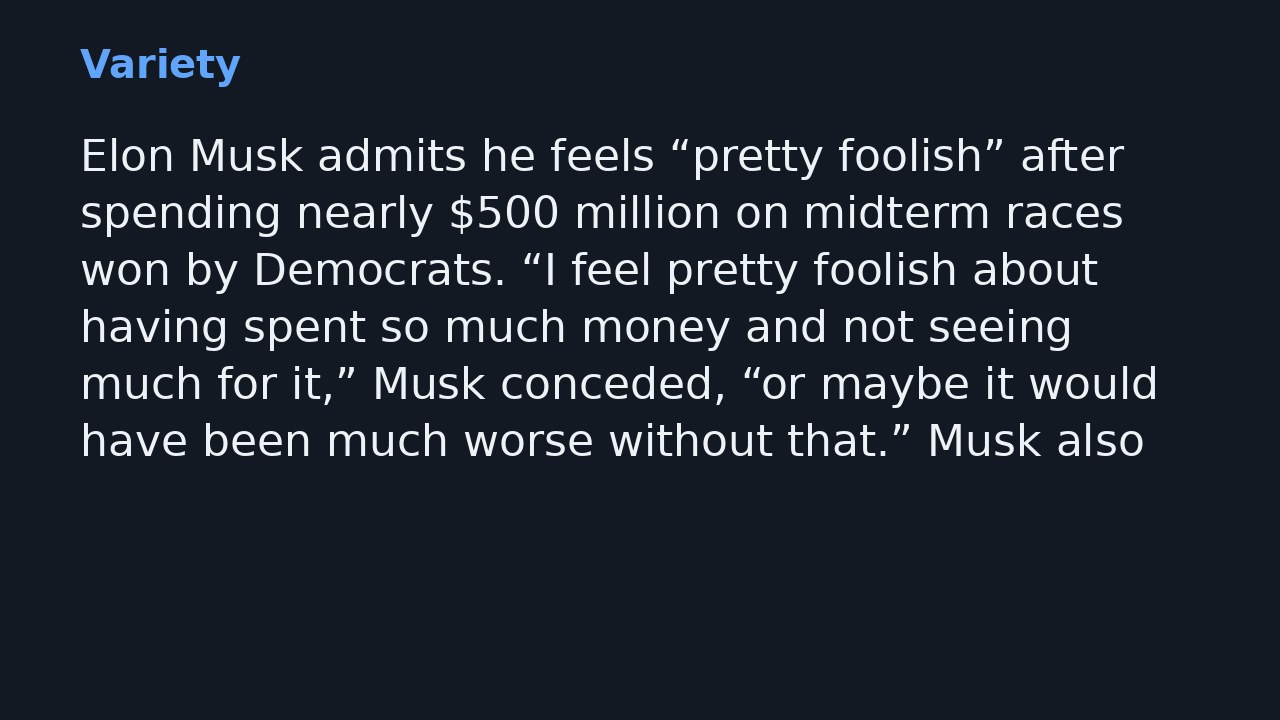 Variety
Elon Musk admits he feels “pretty foolish” after
spending nearly $500 million on midterm races
won by Democrats. “I feel pretty foolish about
having spent so much money and not seeing
much for it,” Musk conceded, “or maybe it would
have been much worse without that.” Musk also